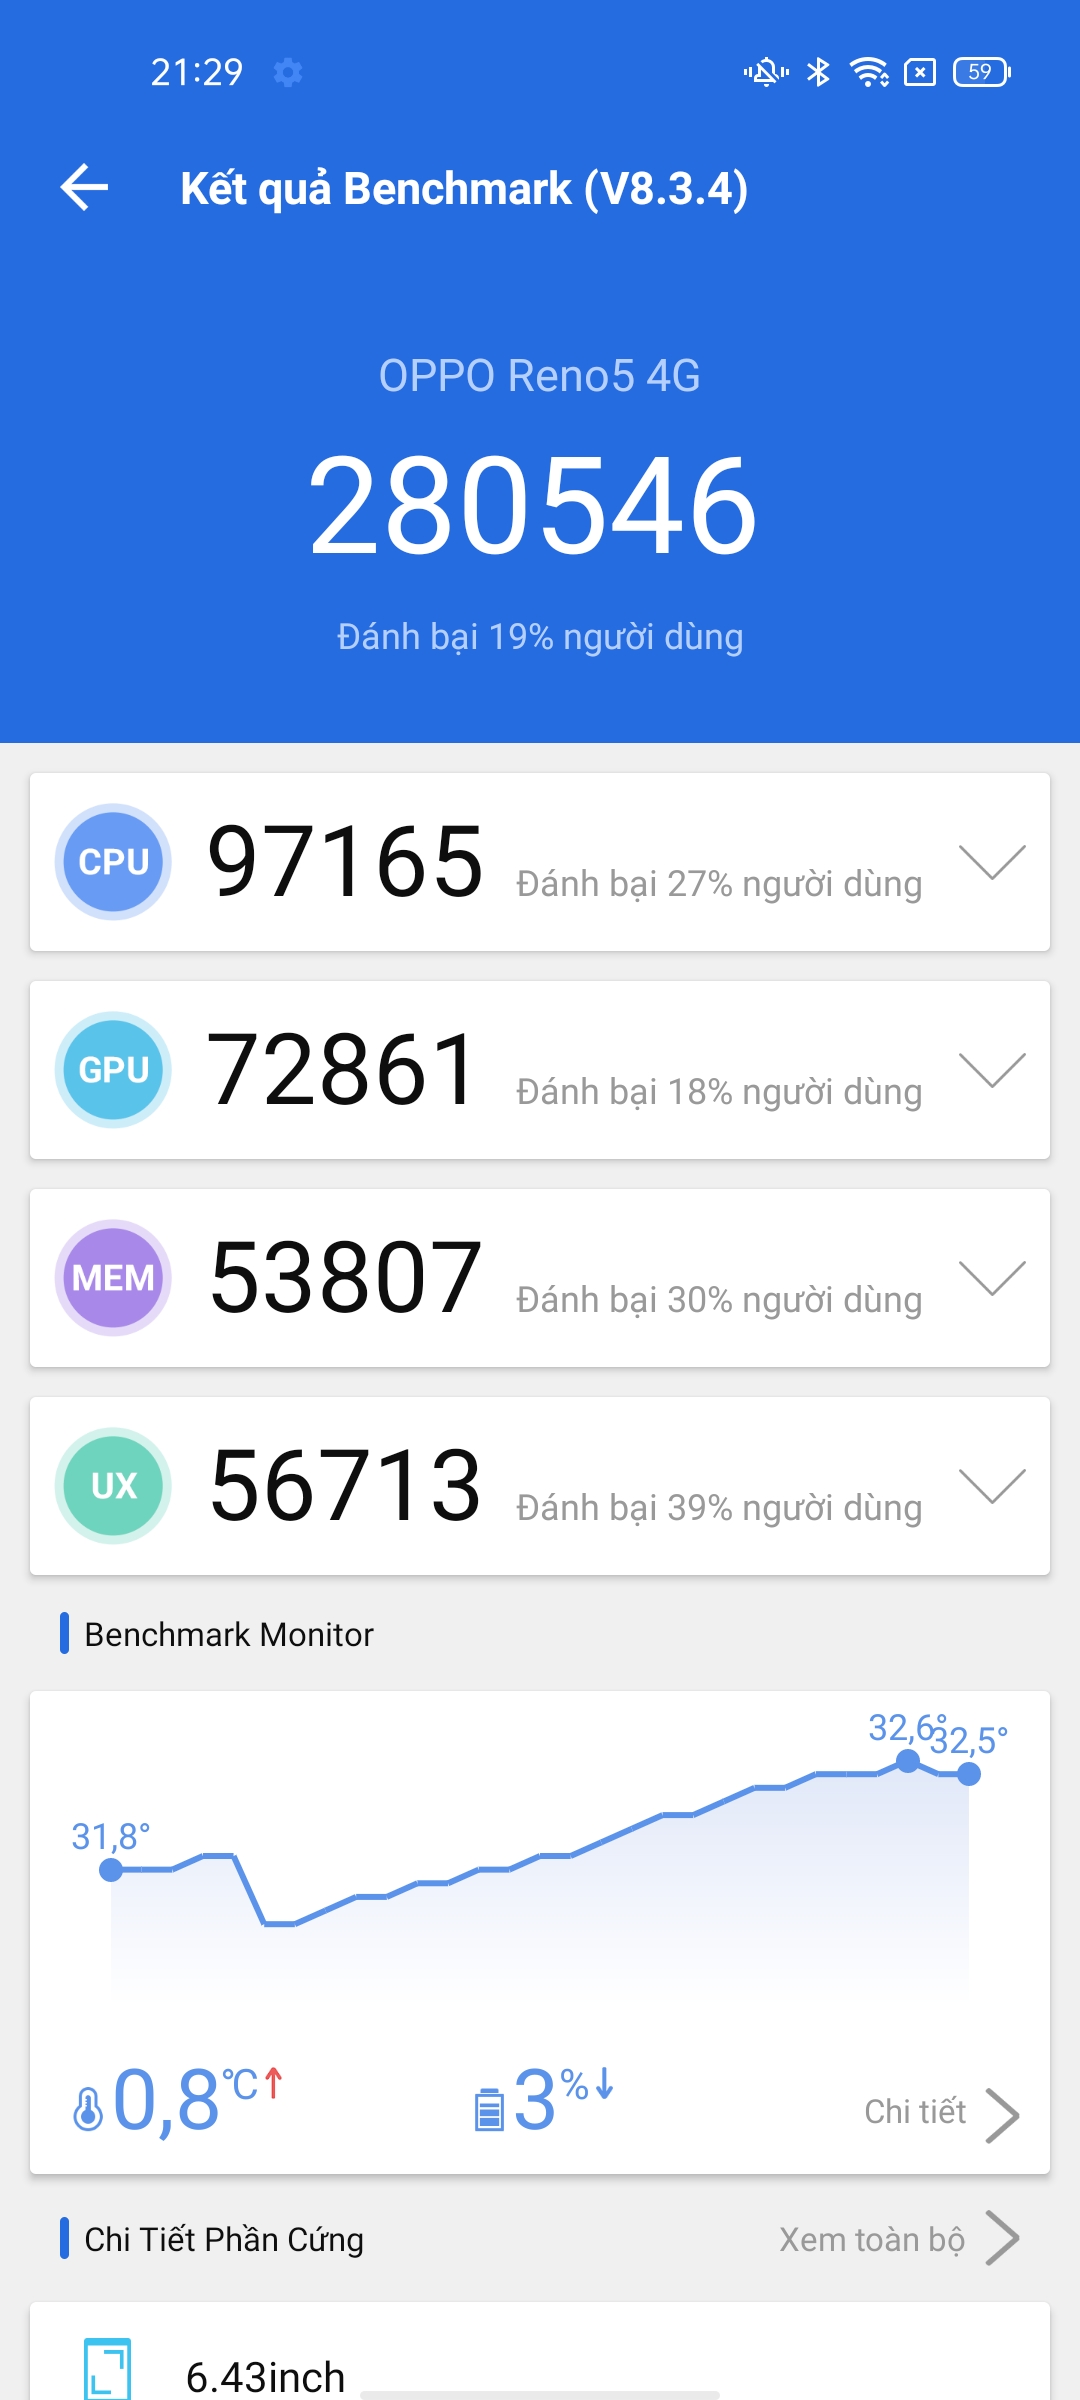 21:29
59
Kết quả Benchmark (V8.3.4)
OPPO Reno5 4G
280546
Đánh bại 19% người dùng
CPU 97165 Đánh bại 27% người dùng
GPU 72861 Đánh bại 18% người dùng
MEM 53807 Đánh bại 30% người dùng
UX 56713 Đánh bại 39% người dùng
Benchmark Monitor
32,6° 32,5°
31,8°
0,8°C↑ 3%↓ Chi tiết
Chi Tiết Phần Cứng Xem toàn bộ
6.43inch